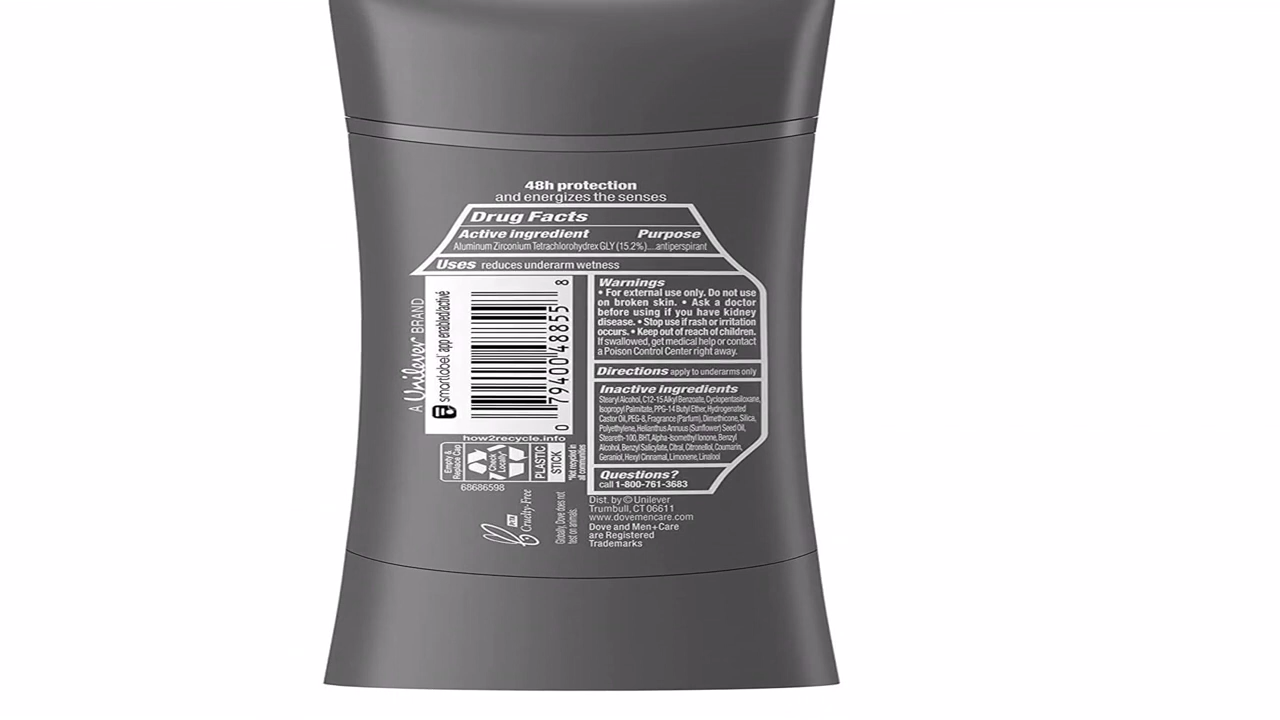 48h protection
and energizes the senses
Drug Facts
Active ingredient Purpose
Aluminum Zirconium Tetrachlorohydrex GLY (15.2%)....antiperspirant
Uses reduces underarm wetness
A Unilever BRAND
smartlabel. app enabled/activé
0 79400 48855 8
how2recycle.info
Empty &
Replace Cap
Check
Locally*
PLASTIC
STICK
*Not recycled in
all communities
68686598
Cruelty-Free
Globally, Dove does not
test on animals.
Warnings
• For external use only. Do not use
on broken skin. • Ask a doctor
before using if you have kidney
disease. • Stop use if rash or irritation
occurs. • Keep out of reach of children.
If swallowed, get medical help or contact
a Poison Control Center right away.
Directions apply to underarms only
Inactive ingredients
Stearyl Alcohol, C12-15 Alkyl Benzoate, Cyclopentasiloxane,
Isopropyl Palmitate, PPG-14 Butyl Ether, Hydrogenated
Castor Oil, PEG-8, Fragrance (Parfum), Dimethicone, Silica,
Polyethylene, Helianthus Annuus (Sunflower) Seed Oil,
Steareth-100, BHT, Alpha-Isomethyl Ionone, Benzyl
Alcohol, Benzyl Salicylate, Citral, Citronellol, Coumarin,
Geraniol, Hexyl Cinnamal, Limonene, Linalool
Questions?
call 1-800-761-3683
Dist. by © Unilever
Trumbull, CT 06611
www.dovemencare.com
Dove and Men+Care
are Registered
Trademarks